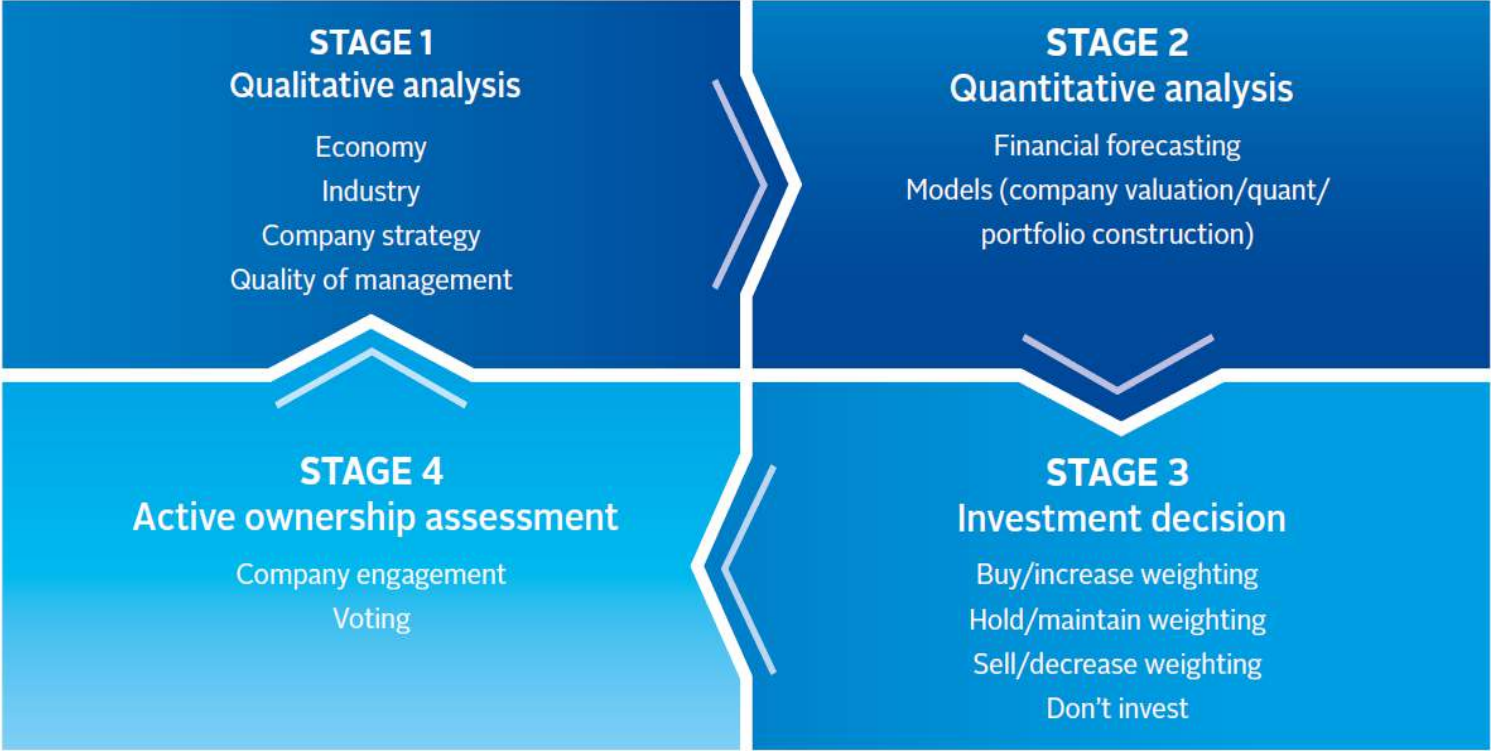 STAGE 1
Qualitative analysis
Economy
Industry
Company strategy
Quality of management
STAGE 2
Quantitative analysis
Financial forecasting
Models (company valuation/quant/
portfolio construction)
STAGE 3
Investment decision
Buy/increase weighting
Hold/maintain weighting
Sell/decrease weighting
Don’t invest
STAGE 4
Active ownership assessment
Company engagement
Voting